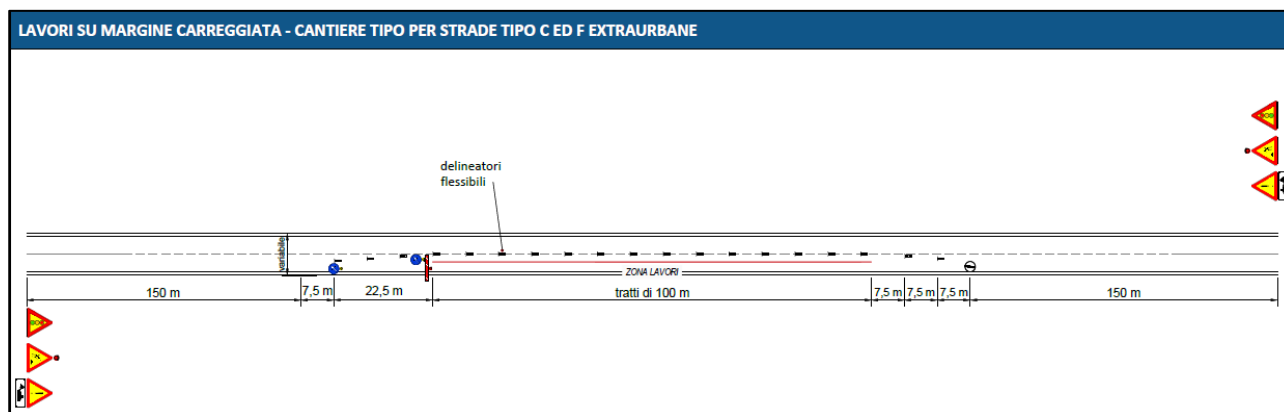 LAVORI SU MARGINE CARREGGIATA - CANTIERE TIPO PER STRADE TIPO C ED F EXTRAURBANE
delineatori
flessibili
variabile
ZONA LAVORI
150 m
7,5 m
22,5 m
tratti di 100 m
7,5 m
7,5 m
7,5 m
150 m